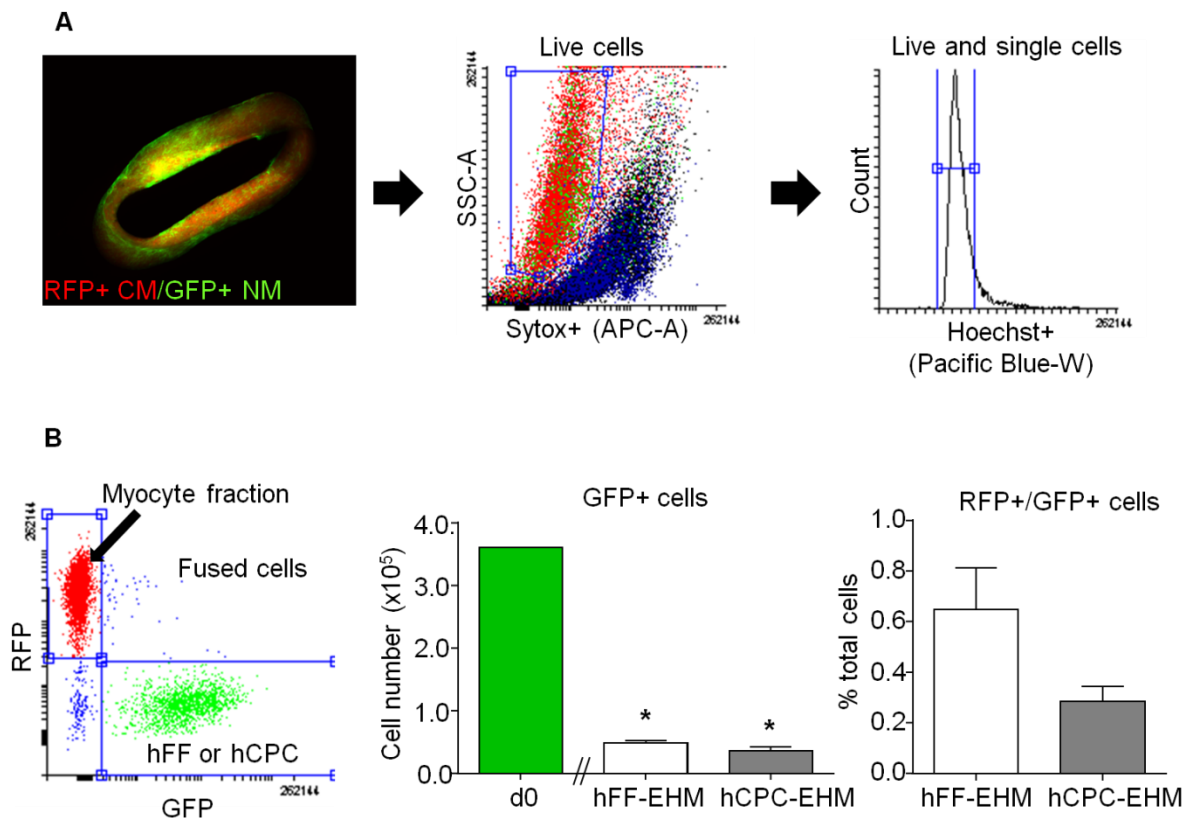 A
RFP+ CM/GFP+ NM
Live cells
262144
SSC-A
Sytox+ (APC-A)
262144
Live and single cells
Count
262144
Hoechst+
(Pacific Blue-W)
B
262144
Myocyte fraction
Fused cells
RFP
hFF or hCPC
262144
GFP
GFP+ cells
Cell number (x10⁵)
4.0
3.0
2.0
1.0
0.0
* *
d0 // hFF-EHM hCPC-EHM
RFP+/GFP+ cells
% total cells
1.0
0.8
0.6
0.4
0.2
0.0
hFF-EHM hCPC-EHM